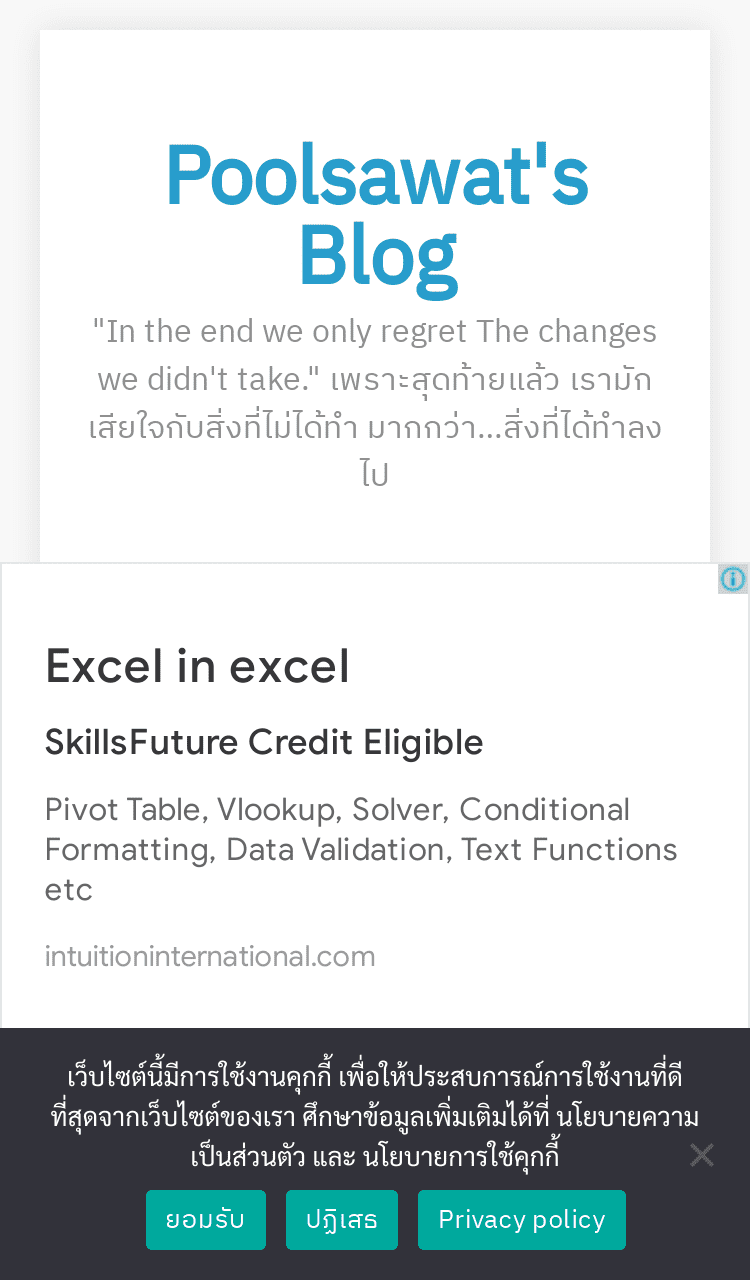 Poolsawat's
Blog
"In the end we only regret The changes
we didn't take." เพราะสุดท้ายแล้ว เรามัก
เสียใจกับสิ่งที่ไม่ได้ทำ มากกว่า...สิ่งที่ได้ทำลง
ไป
Excel in excel
SkillsFuture Credit Eligible
Pivot Table, Vlookup, Solver, Conditional
Formatting, Data Validation, Text Functions
etc
intuitioninternational.com
เว็บไซต์นี้มีการใช้งานคุกกี้ เพื่อให้ประสบการณ์การใช้งานที่ดี
ที่สุดจากเว็บไซต์ของเรา ศึกษาข้อมูลเพิ่มเติมได้ที่ นโยบายความ
เป็นส่วนตัว และ นโยบายการใช้คุกกี้
ยอมรับ ปฏิเสธ Privacy policy